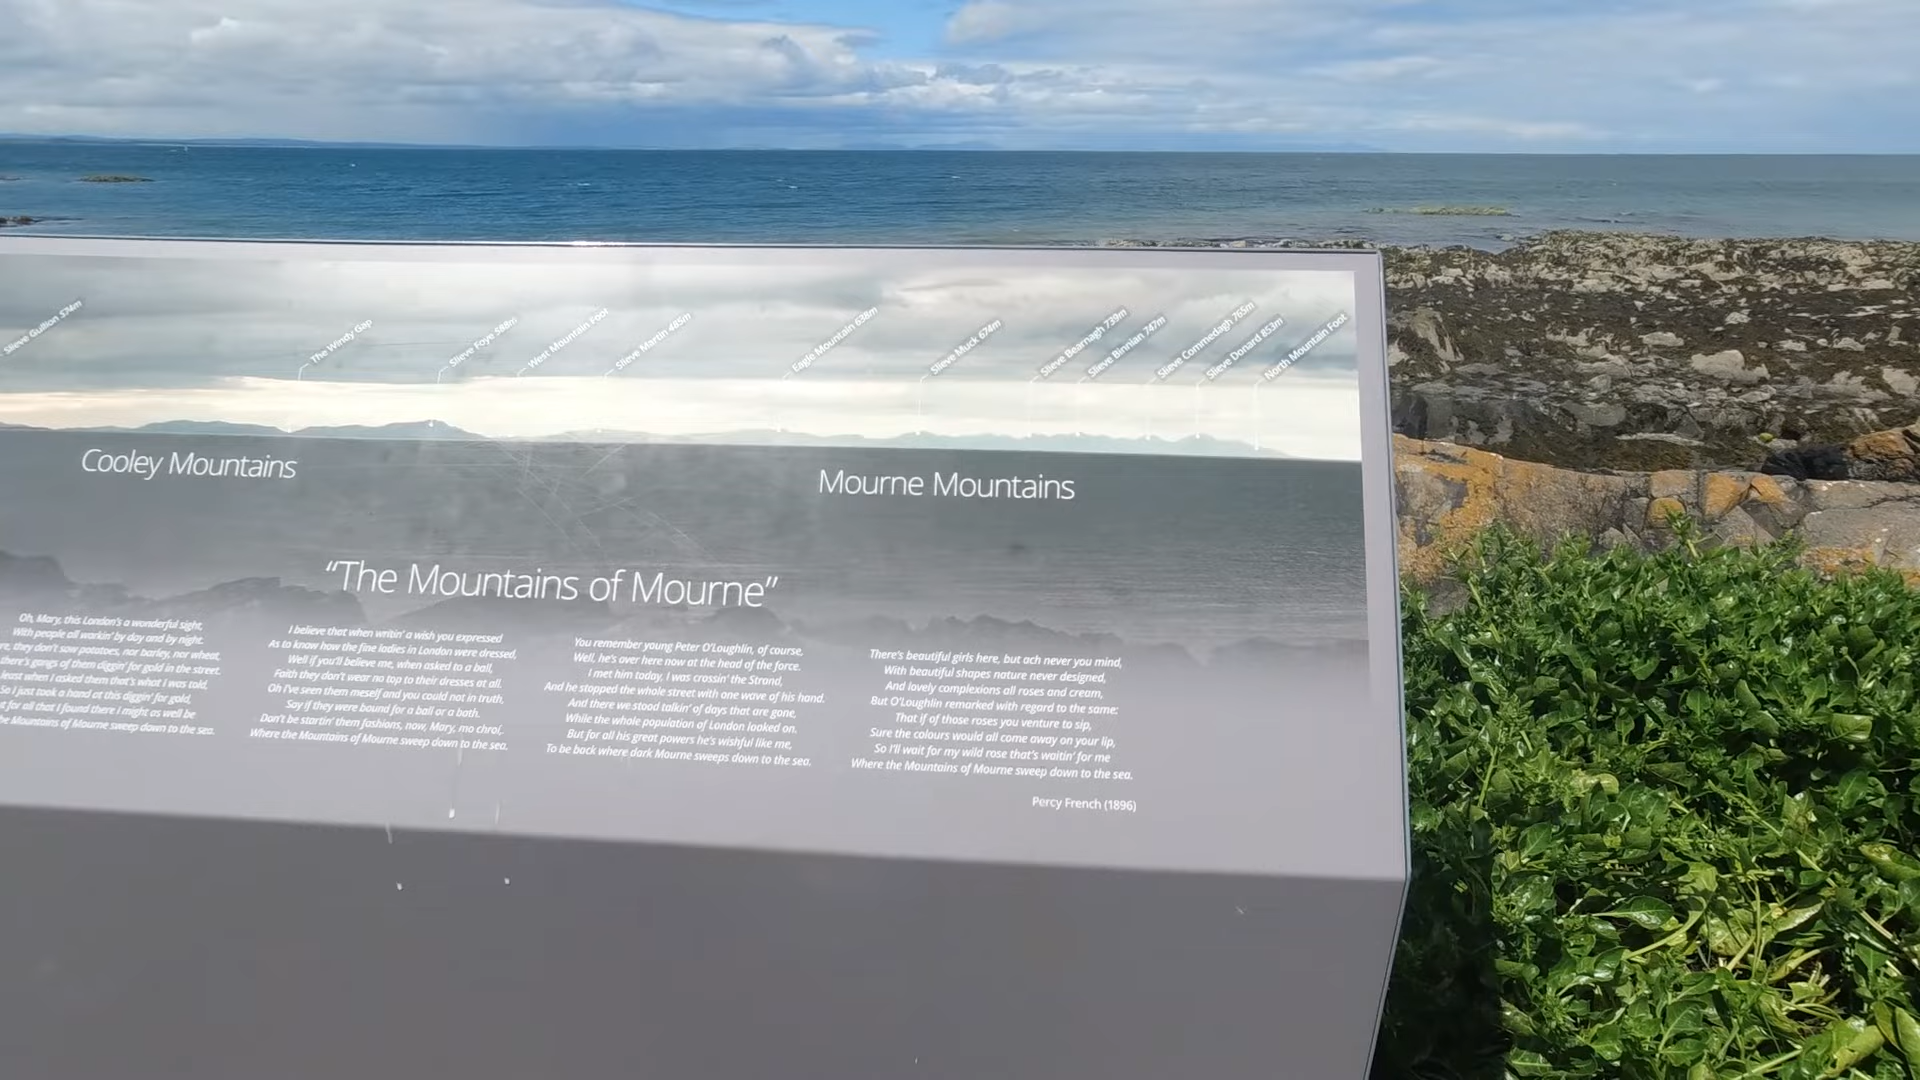 Slieve Gullion 574m
The Windy Gap
Slieve Foye 588m
West Mountain Foot
Slieve Martin 485m
Eagle Mountain 638m
Slieve Muck 674m
Slieve Bearnagh 739m
Slieve Binnian 747m
Slieve Commedagh 765m
Slieve Donard 853m
North Mountain Foot
Cooley Mountains
Mourne Mountains
“The Mountains of Mourne”
Oh, Mary, this London's a wonderful sight,
With people all workin' by day and by night.
they don't sow potatoes, nor barley, nor wheat,
there's gangs of them diggin' for gold in the street.
least when I asked them that's what I was told,
So I just took a hand at this diggin' for gold,
for all that I found there I might as well be
Mountains of Mourne sweep down to the sea.
I believe that when writin' a wish you expressed
As to know how the fine ladies in London were dressed,
Well if you'll believe me, when asked to a ball,
Faith they don't wear no top to their dresses at all.
Oh I've seen them meself and you could not in truth,
Say if they were bound for a ball or a bath.
Don't be startin' them fashions, now, Mary, mo chroí,
Where the Mountains of Mourne sweep down to the sea.
You remember young Peter O'Loughlin, of course,
Well, he's over here now at the head of the force.
I met him today, I was crossin' the Strand,
And he stopped the whole street with one wave of his hand.
And there we stood talkin' of days that are gone,
While the whole population of London looked on.
But for all his great powers he's wishful like me,
To be back where dark Mourne sweeps down to the sea.
There's beautiful girls here, but ach never you mind,
With beautiful shapes nature never designed,
And lovely complexions all roses and cream,
But O'Loughlin remarked with regard to the same:
That if of those roses you venture to sip,
Sure the colours would all come away on your lip,
So I'll wait for my wild rose that's waitin' for me
Where the Mountains of Mourne sweep down to the sea.
Percy French (1896)